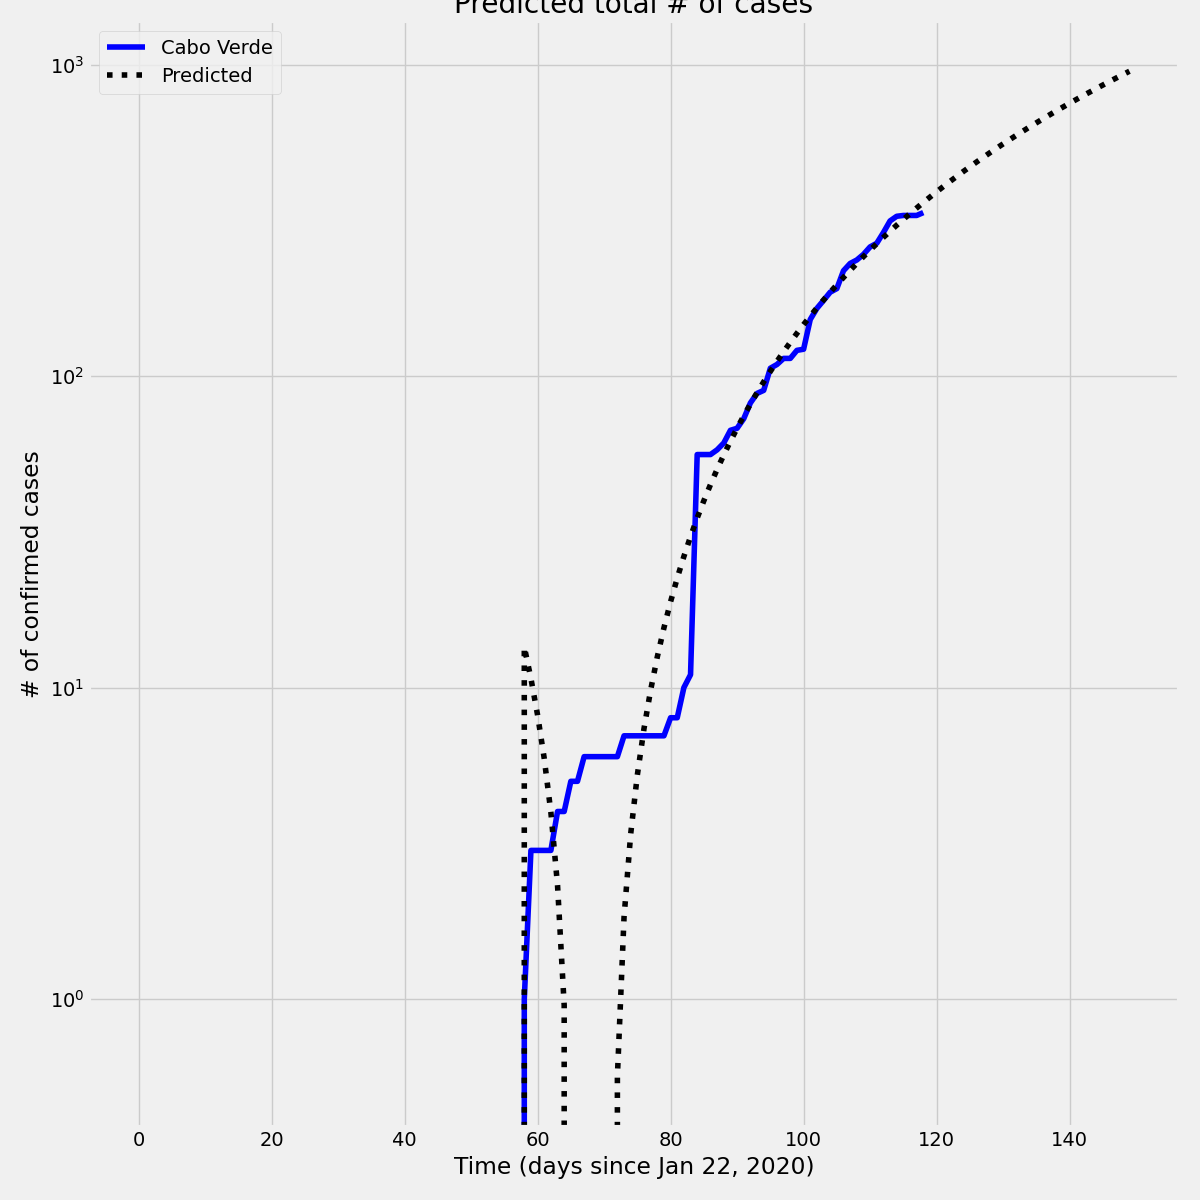 Predicted total # of cases
Cabo Verde
Predicted
# of confirmed cases
10³
10²
10¹
10⁰
0 20 40 60 80 100 120 140
Time (days since Jan 22, 2020)